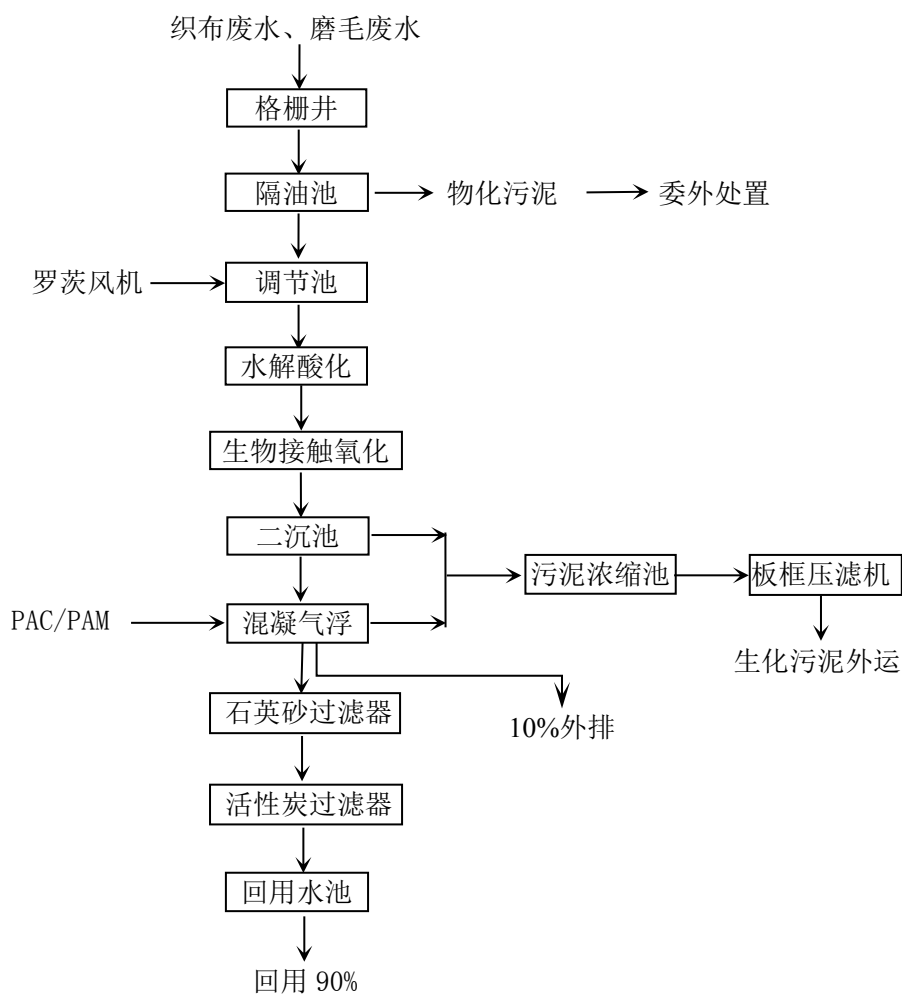 织布废水、磨毛废水
格栅井
隔油池
物化污泥
委外处置
罗茨风机
调节池
水解酸化
生物接触氧化
二沉池
污泥浓缩池
板框压滤机
PAC/PAM
混凝气浮
生化污泥外运
石英砂过滤器
10%外排
活性炭过滤器
回用水池
回用 90%